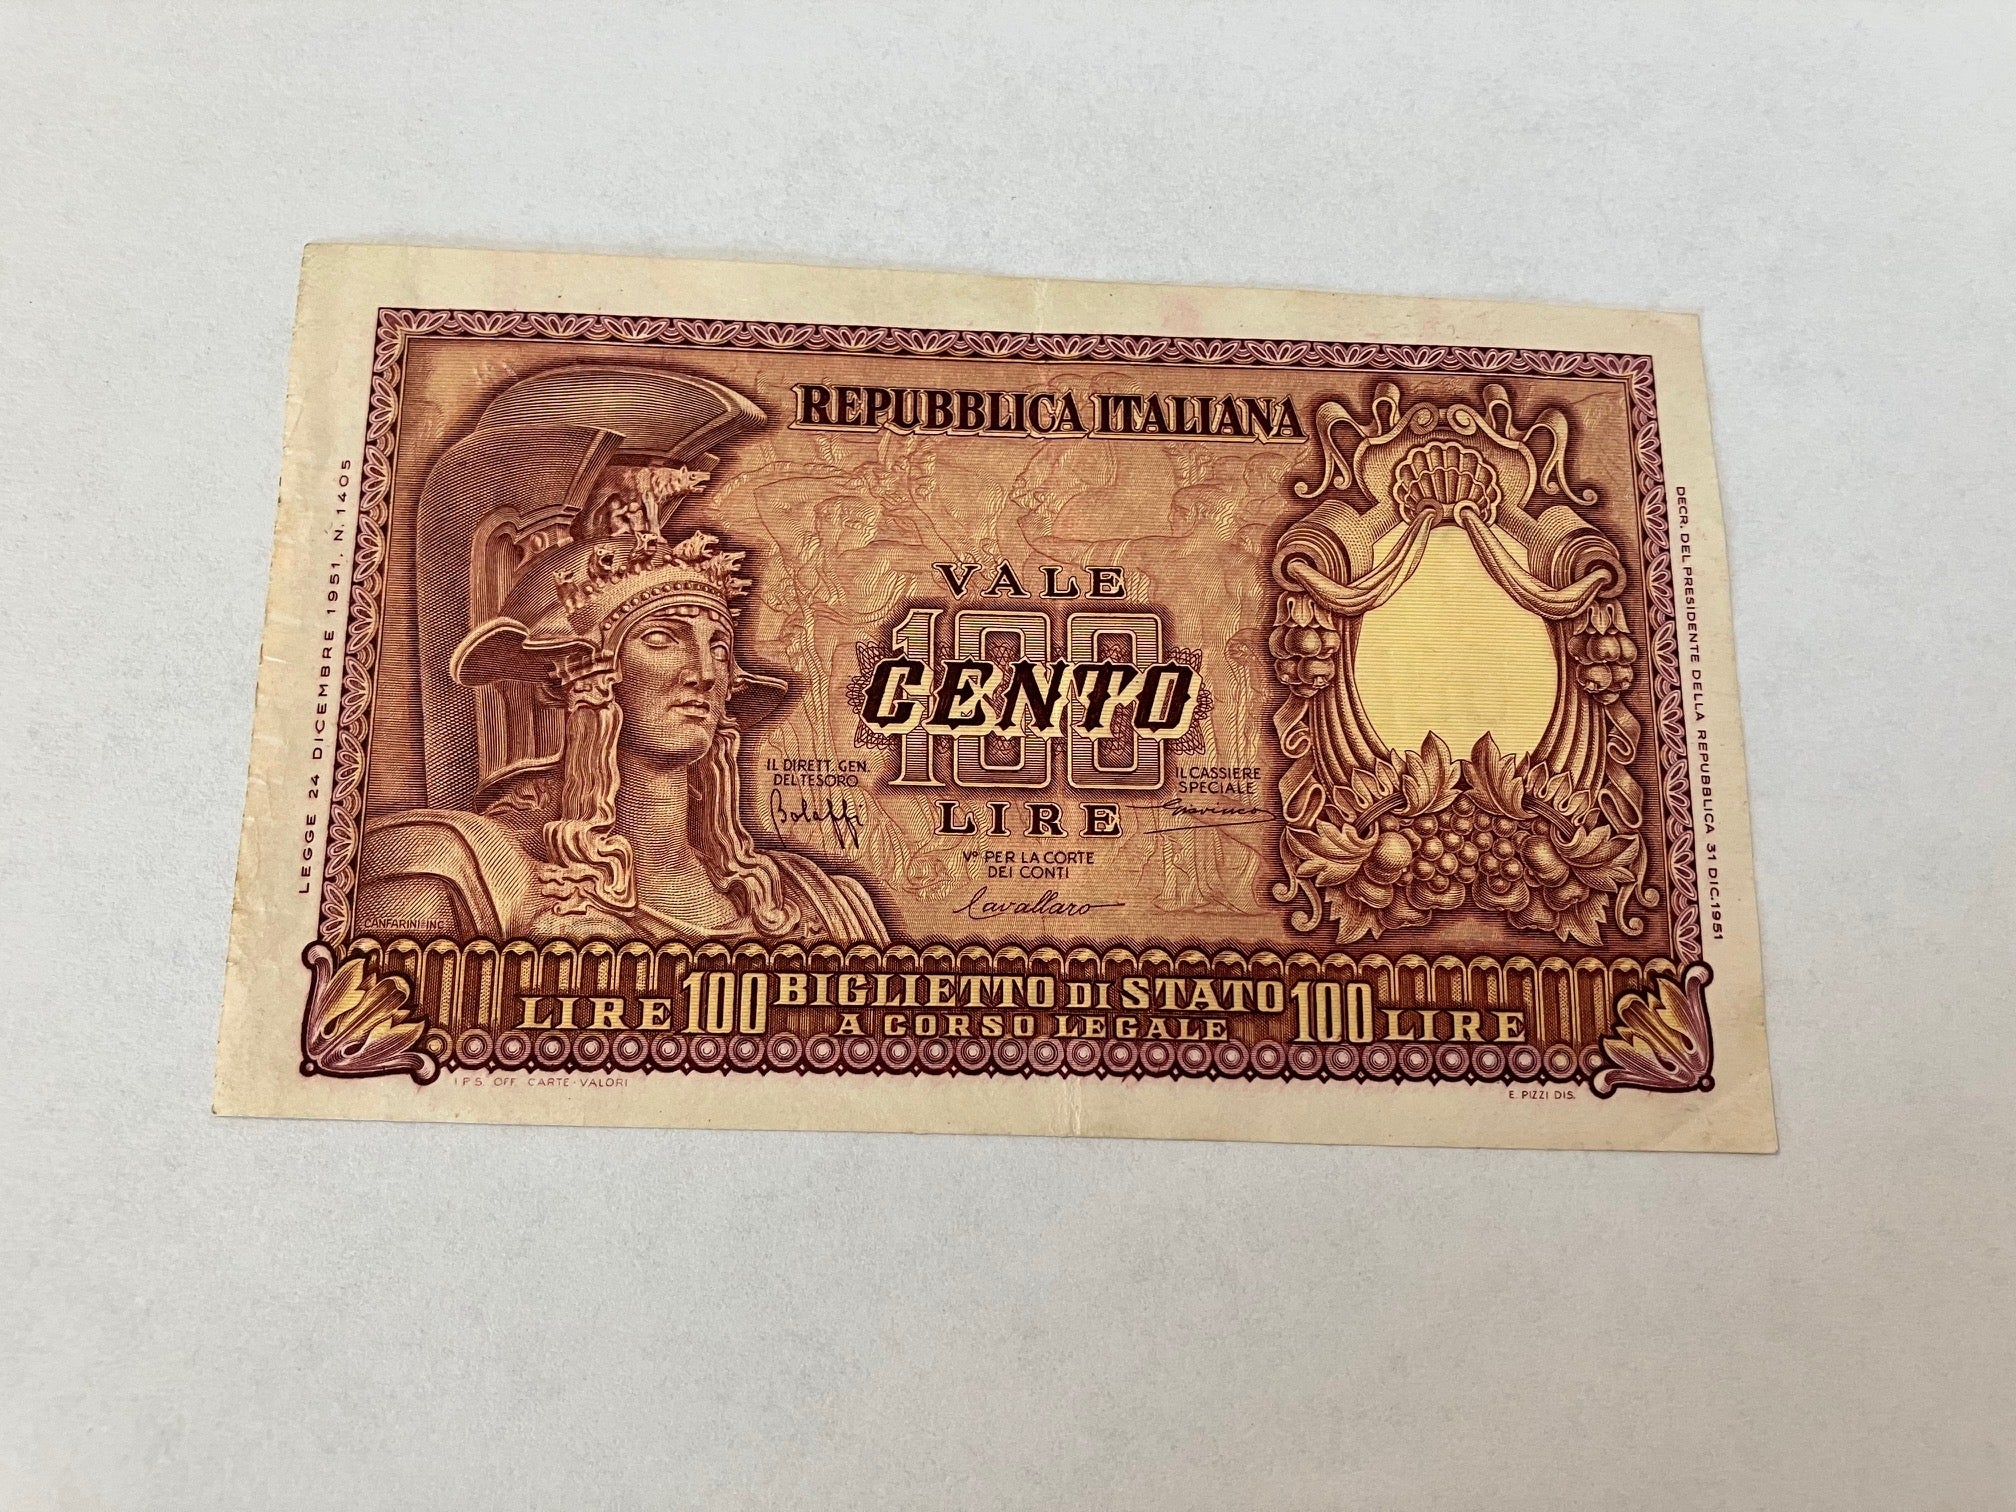 REPUBBLICA ITALIANA
LEGGE 24 DICEMBRE 1951. N. 1405
VALE
100
CENTO
LIRE
IL DIRETT. GEN.
DEL TESORO
Bolaffi
IL CASSIERE
SPECIALE
Giovinco
Vº PER LA CORTE
DEI CONTI
Cavallaro
DECR. DEL PRESIDENTE DELLA REPUBBLICA 31 DIC. 1951
CANFARINI INC.
LIRE 100 BIGLIETTO DI STATO 100 LIRE
A CORSO LEGALE
I.P.S. OFF. CARTE-VALORI
E. PIZZI DIS.